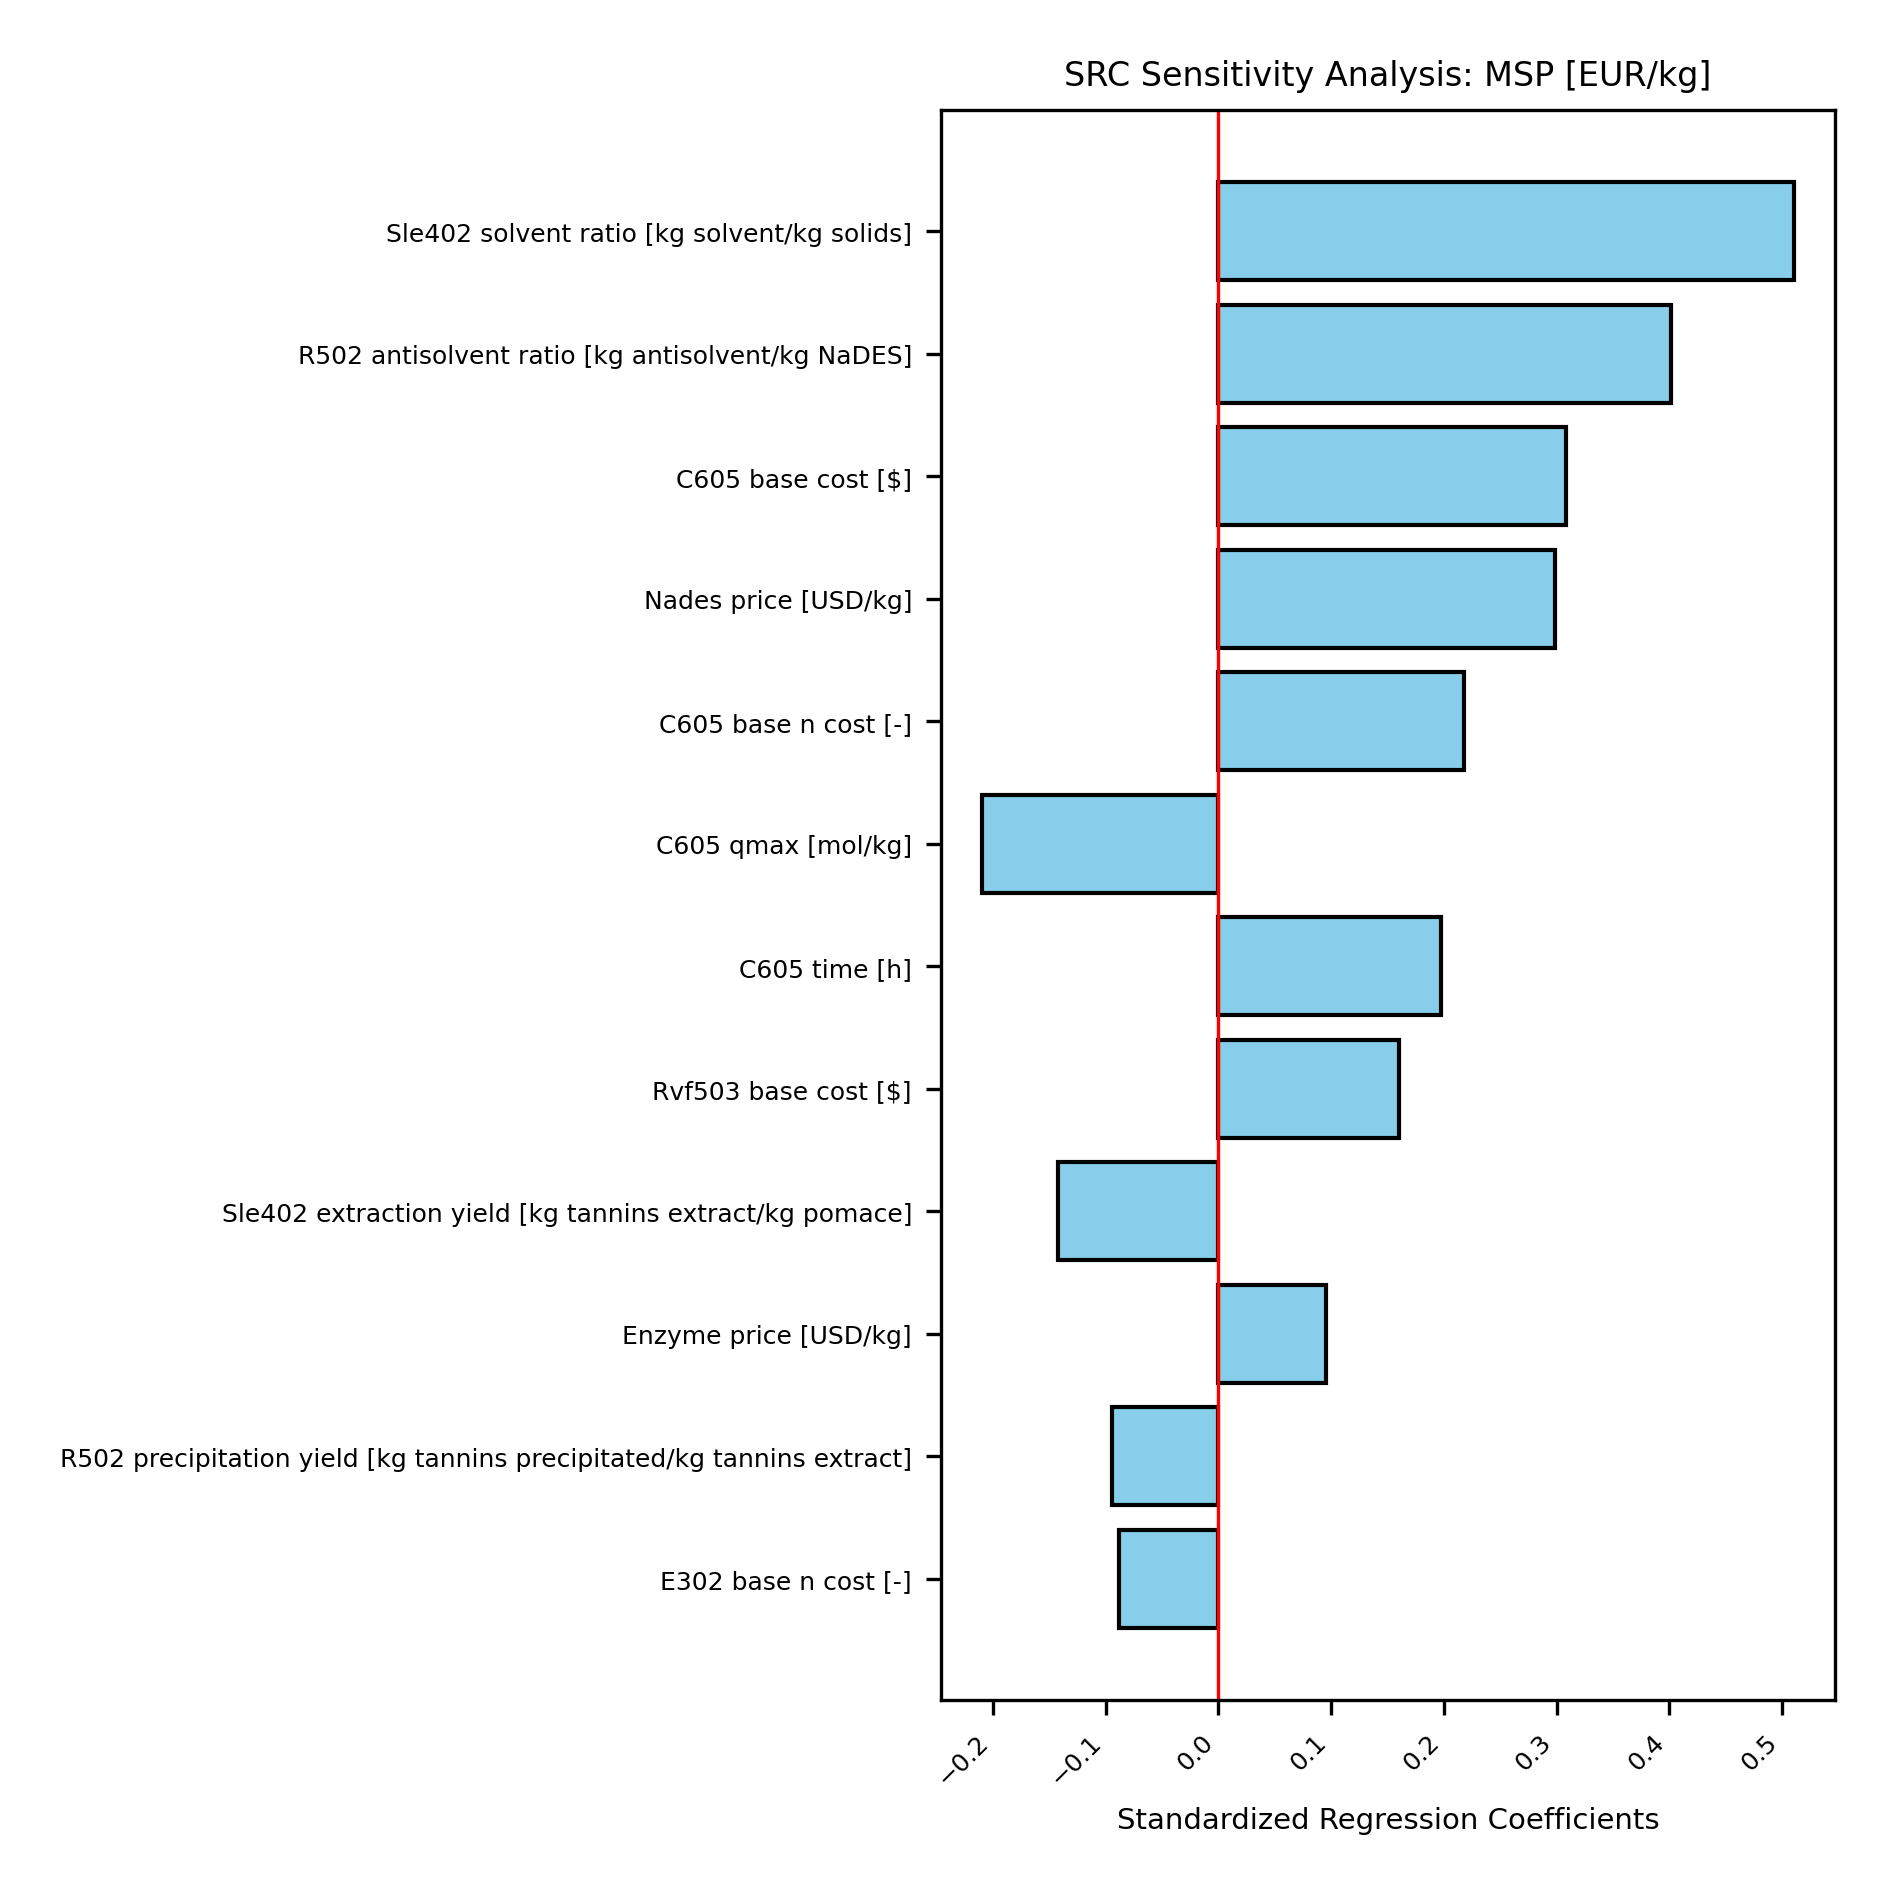 SRC Sensitivity Analysis: MSP [EUR/kg]
Sle402 solvent ratio [kg solvent/kg solids]
R502 antisolvent ratio [kg antisolvent/kg NaDES]
C605 base cost [$]
Nades price [USD/kg]
C605 base n cost [-]
C605 qmax [mol/kg]
C605 time [h]
Rvf503 base cost [$]
Sle402 extraction yield [kg tannins extract/kg pomace]
Enzyme price [USD/kg]
R502 precipitation yield [kg tannins precipitated/kg tannins extract]
E302 base n cost [-]
−0.2 −0.1 0.0 0.1 0.2 0.3 0.4 0.5
Standardized Regression Coefficients